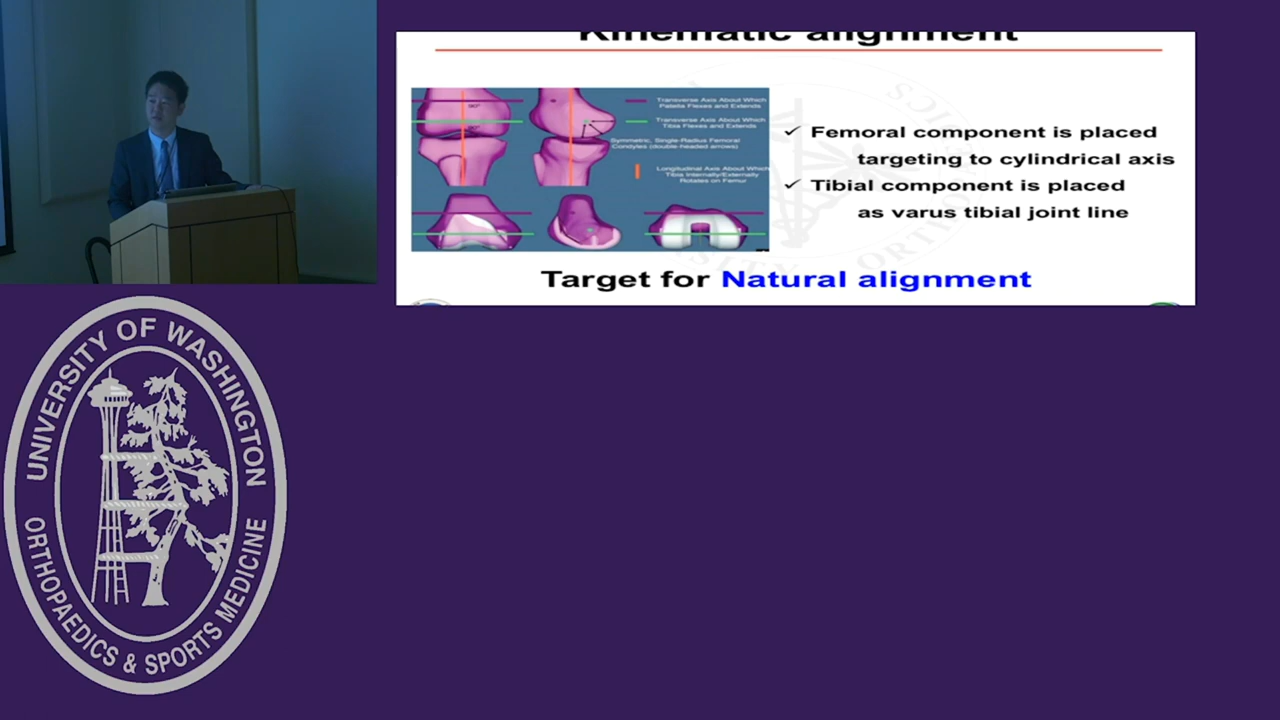 Kinematic alignment
90°
Transverse Axis About Which
Patella Flexes and Extends
Transverse Axis About Which
Tibia Flexes and Extends
Symmetric, Single-Radius Femoral
Condyles (double-headed arrows)
Longitudinal Axis About Which
Tibia Internally/Externally
Rotates on Femur
✓ Femoral component is placed
targeting to cylindrical axis
✓ Tibial component is placed
as varus tibial joint line
Target for Natural alignment
UNIVERSITY OF WASHINGTON
ORTHOPAEDICS & SPORTS MEDICINE